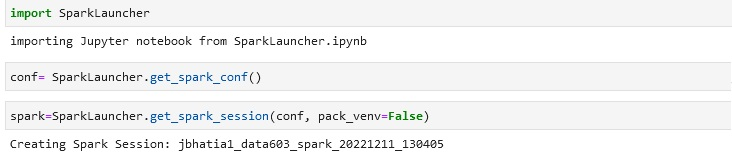 import SparkLauncher
importing Jupyter notebook from SparkLauncher.ipynb
conf= SparkLauncher.get_spark_conf()
spark=SparkLauncher.get_spark_session(conf, pack_venv=False)
Creating Spark Session: jbhatia1_data603_spark_20221211_130405